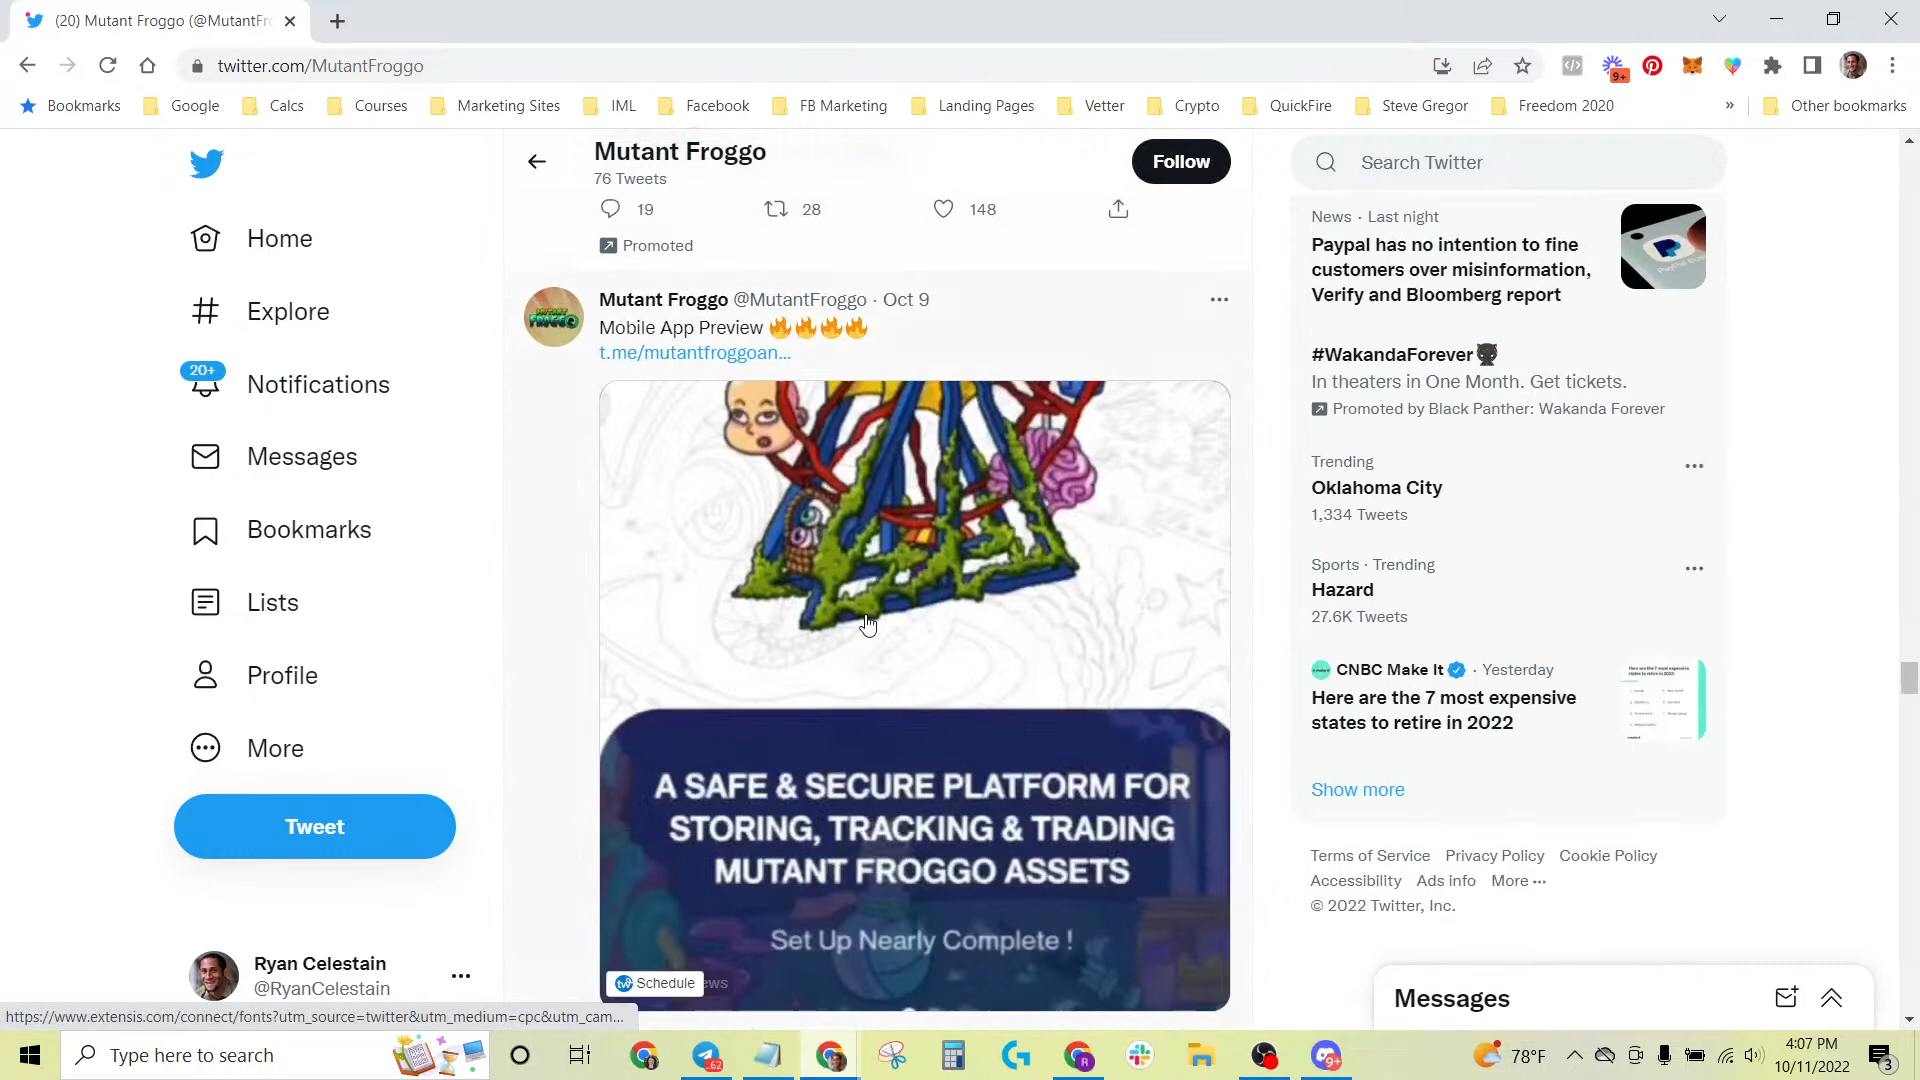 (20) Mutant Froggo (@MutantFr
twitter.com/MutantFroggo
9+
Bookmarks
Google
Calcs
Courses
Marketing Sites
IML
Facebook
FB Marketing
Landing Pages
Vetter
Crypto
QuickFire
Steve Gregor
Freedom 2020
»
Other bookmarks
Home
Explore
20+
Notifications
Messages
Bookmarks
Lists
Profile
More
Tweet
Ryan Celestain
@RyanCelestain
Mutant Froggo
76 Tweets
Follow
19
28
148
Promoted
Mutant Froggo @MutantFroggo · Oct 9
Mobile App Preview 🔥🔥🔥🔥
t.me/mutantfroggoan...
A SAFE & SECURE PLATFORM FOR
STORING, TRACKING & TRADING
MUTANT FROGGO ASSETS
Set Up Nearly Complete !
Schedule
Search Twitter
News · Last night
Paypal has no intention to fine
customers over misinformation,
Verify and Bloomberg report
#WakandaForever
In theaters in One Month. Get tickets.
Promoted by Black Panther: Wakanda Forever
Trending
Oklahoma City
1,334 Tweets
Sports · Trending
Hazard
27.6K Tweets
CNBC Make It · Yesterday
Here are the 7 most expensive
states to retire in 2022
Show more
Terms of Service Privacy Policy Cookie Policy
Accessibility Ads info More ···
© 2022 Twitter, Inc.
Messages
https://www.extensis.com/connect/fonts?utm_source=twitter&utm_medium=cpc&utm_cam...
Type here to search
62
9+
78°F
4:07 PM
10/11/2022
3